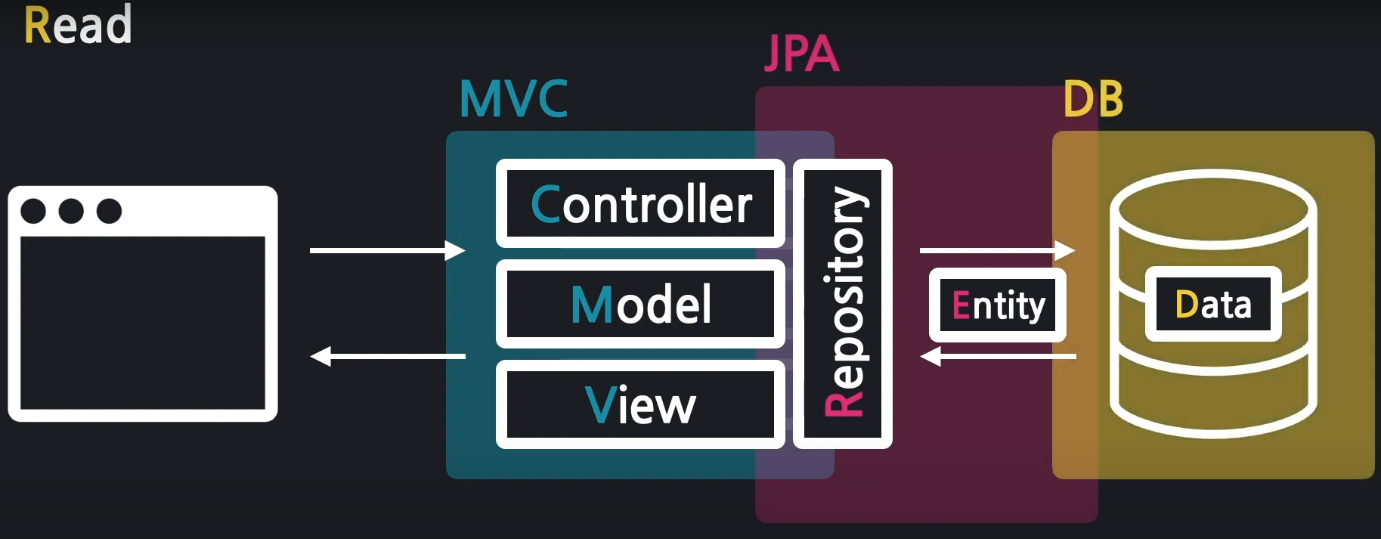 Read
JPA
MVC
DB
Controller
Model
View
Repository
Entity
Data